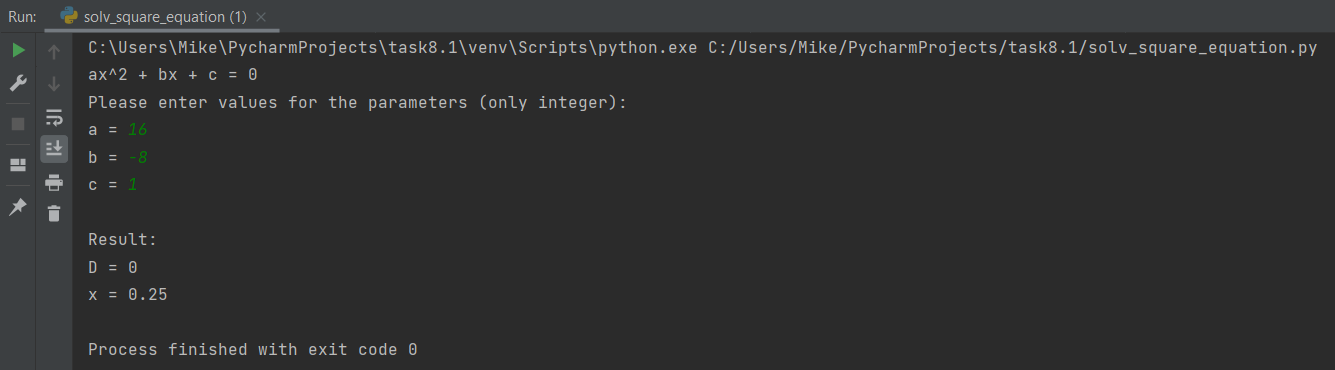 Run: solv_square_equation (1)
C:\Users\Mike\PycharmProjects\task8.1\venv\Scripts\python.exe C:/Users/Mike/PycharmProjects/task8.1/solv_square_equation.py
ax^2 + bx + c = 0
Please enter values for the parameters (only integer):
a = 16
b = -8
c = 1
Result:
D = 0
x = 0.25
Process finished with exit code 0